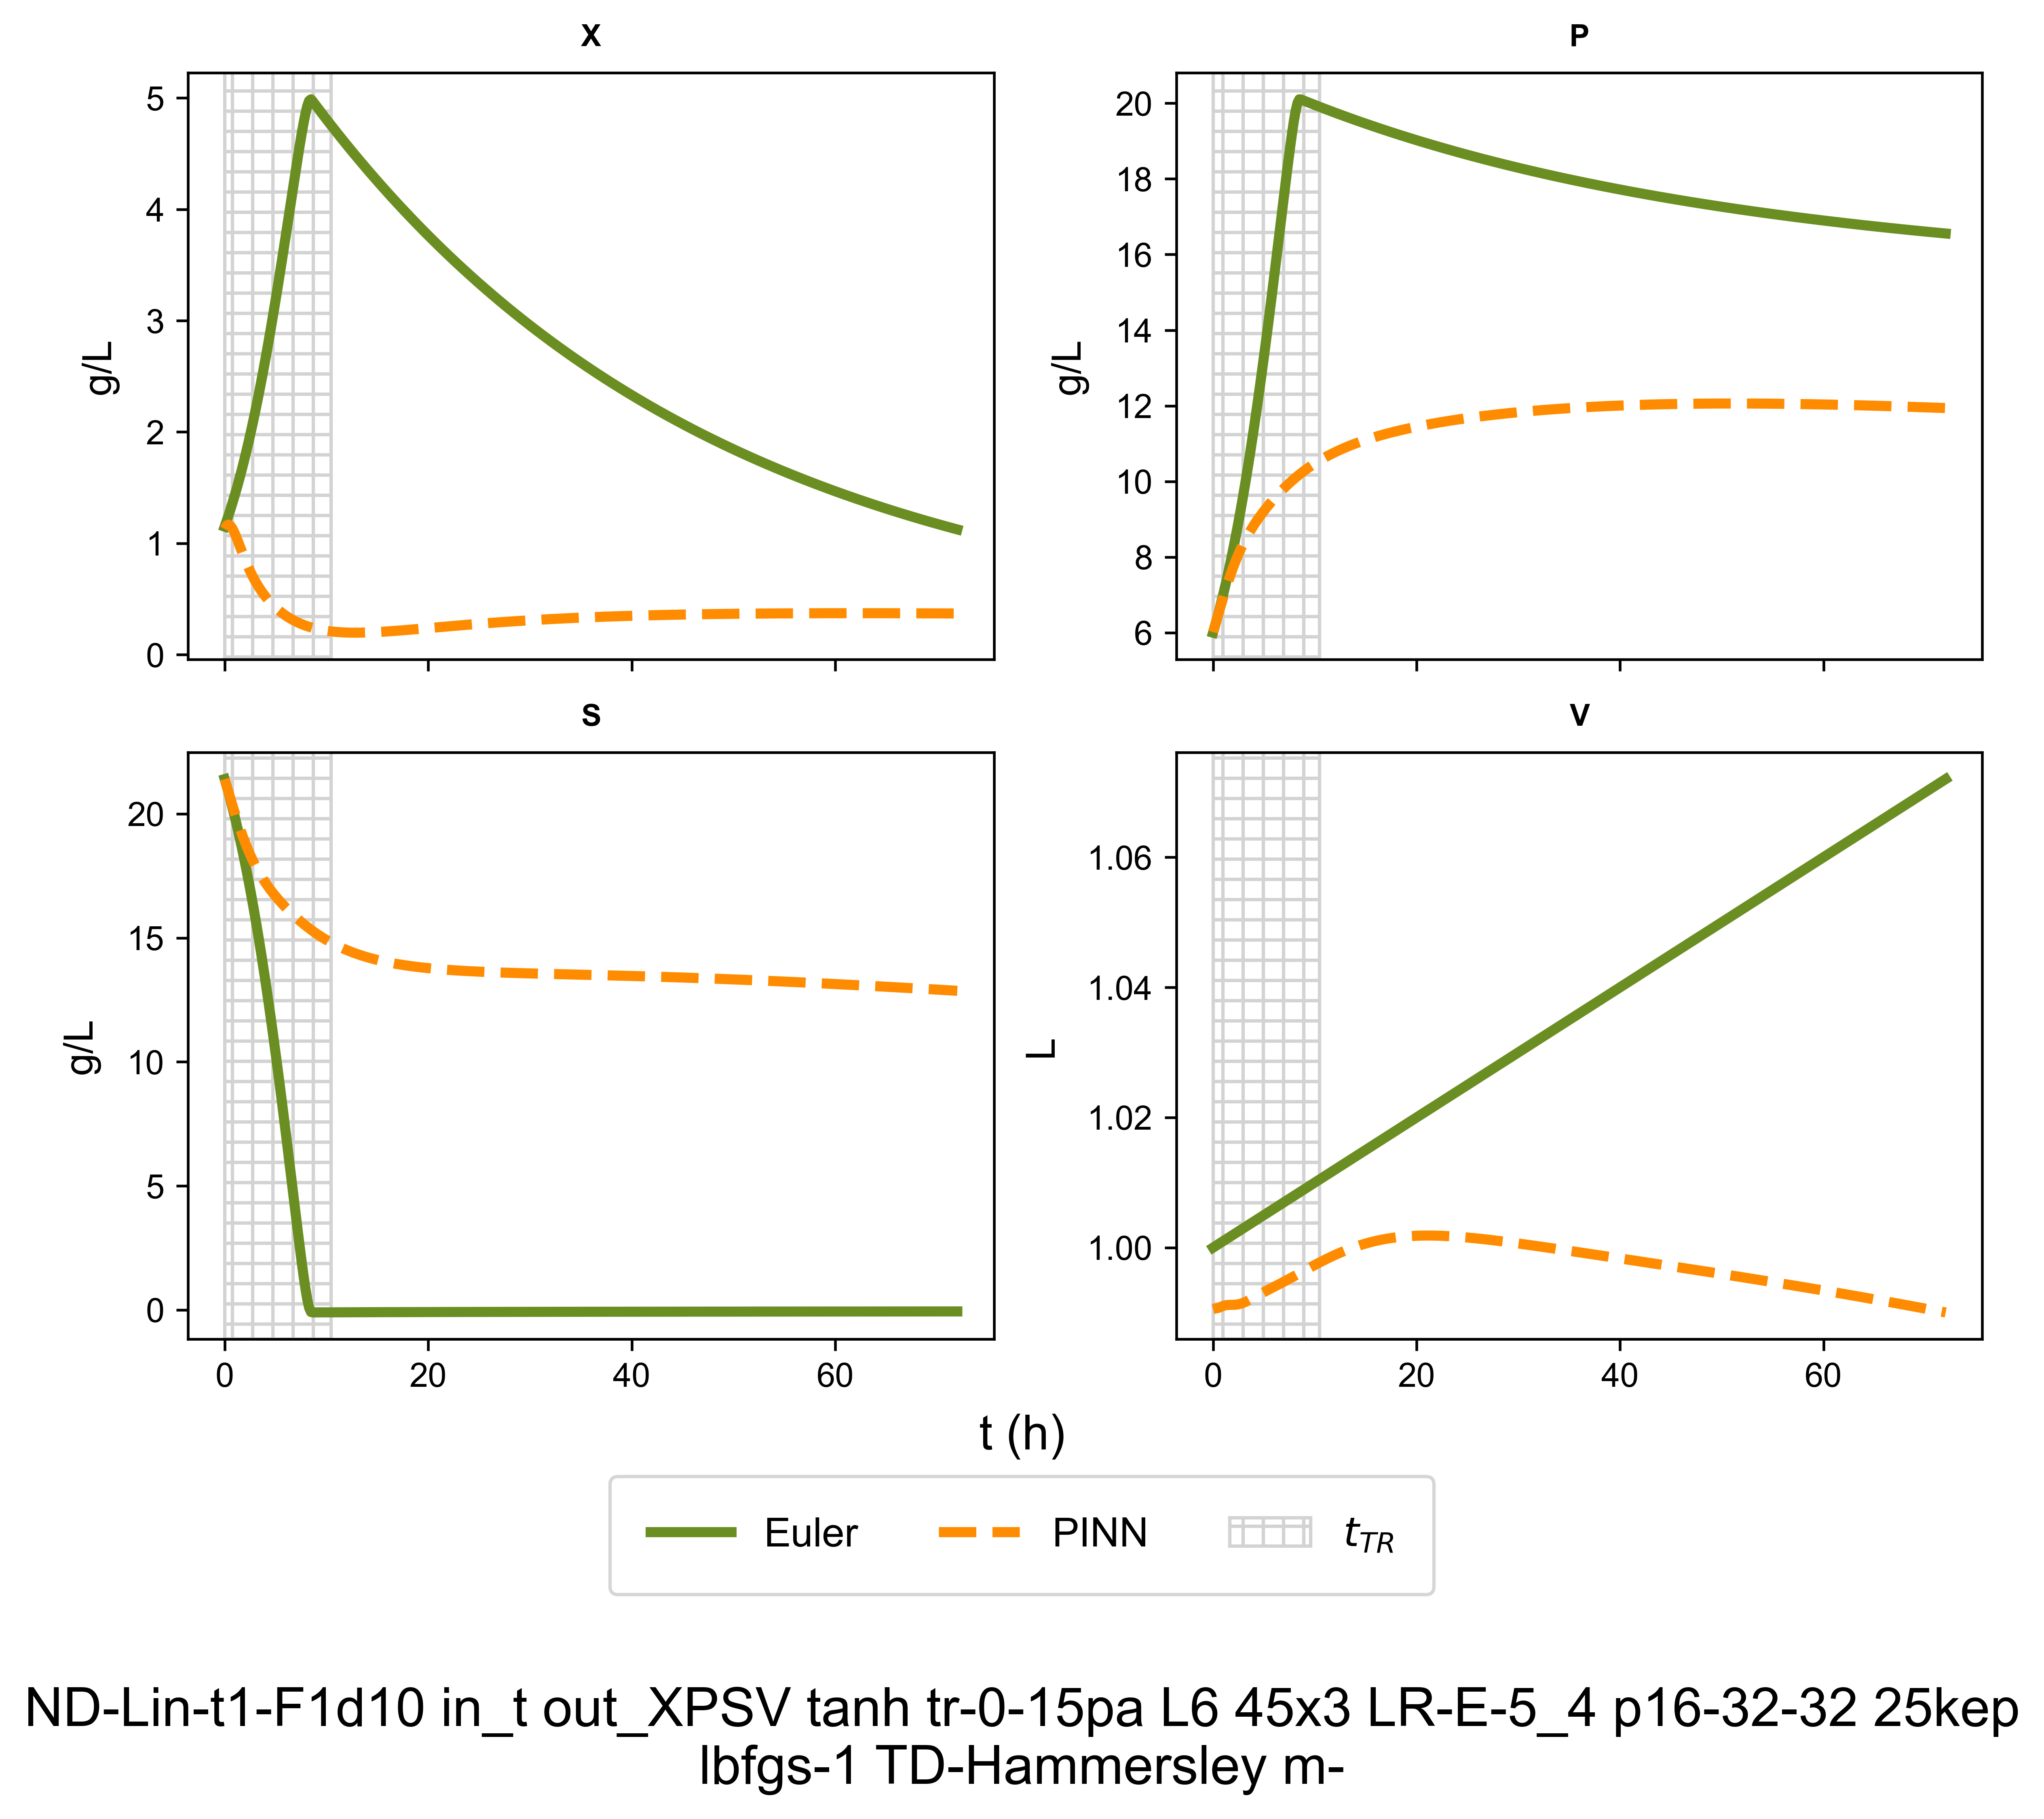 X
5
4
3
2
1
0
g/L
P
20
18
16
14
12
10
8
6
g/L
S
20
15
10
5
0
g/L
0 20 40 60
V
1.06
1.04
1.02
1.00
L
0 20 40 60
t (h)
Euler PINN tTR
ND-Lin-t1-F1d10 in_t out_XPSV tanh tr-0-15pa L6 45x3 LR-E-5_4 p16-32-32 25kep
lbfgs-1 TD-Hammersley m-